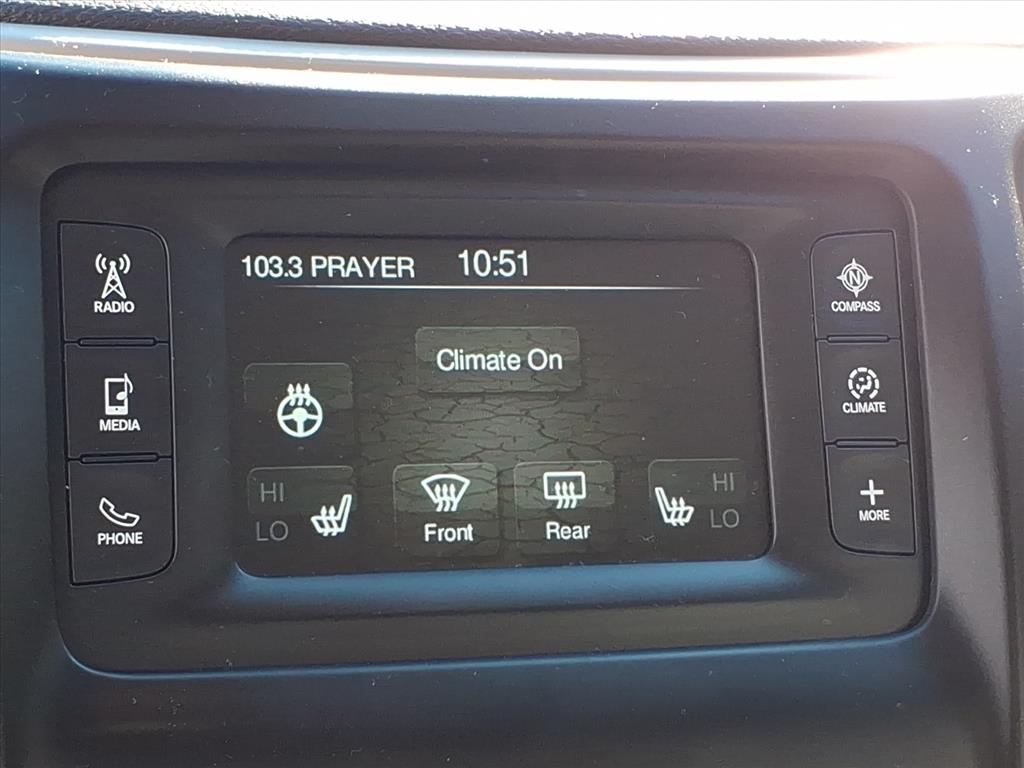 103.3 PRAYER 10:51
RADIO
MEDIA
PHONE
Climate On
HI
LO
Front
Rear
HI
LO
N
COMPASS
CLIMATE
MORE